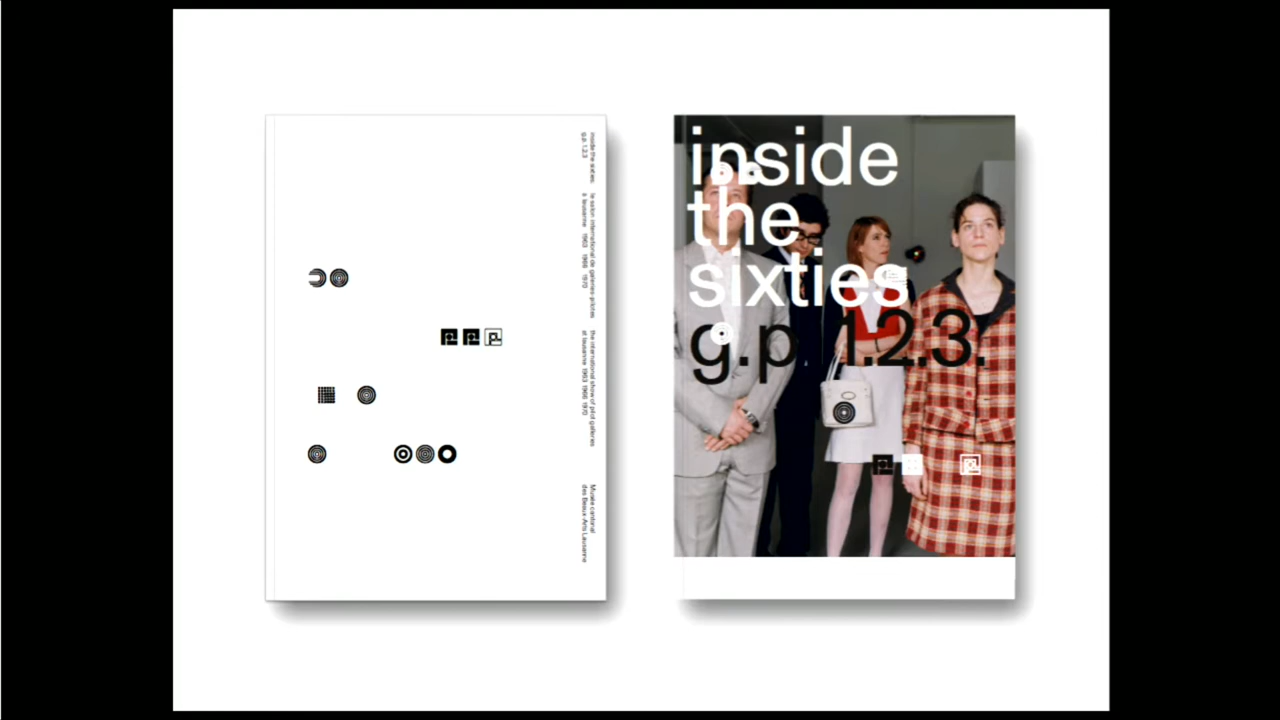 inside the sixties:
g.p. 1.2.3
le salon international de galeries-pilotes
à lausanne 1963 1966 1970
the international show of pilot galleries
at lausanne 1963 1966 1970
Musée cantonal
des Beaux-Arts Lausanne
inside
the
sixties
g.p 1.2.3.